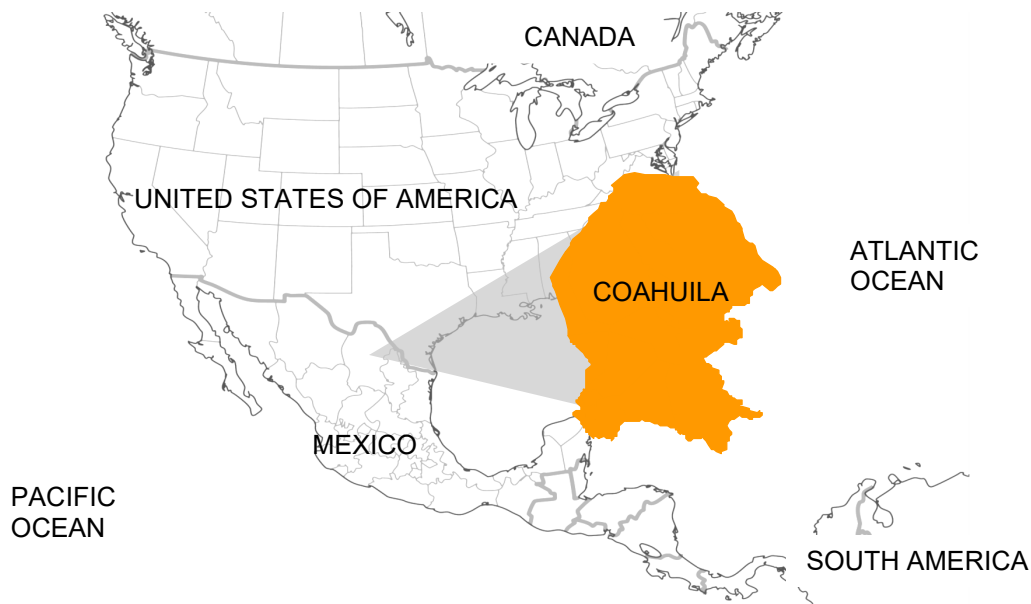 CANADA
UNITED STATES OF AMERICA
ATLANTIC
OCEAN
COAHUILA
MEXICO
PACIFIC
OCEAN
SOUTH AMERICA